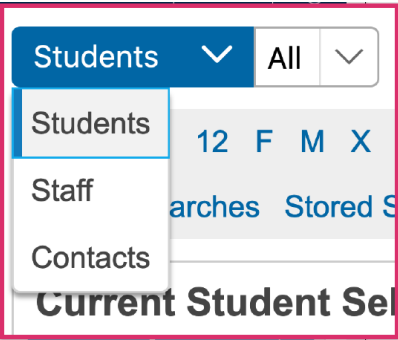 Students All
Students
12 F M X
Staff
arches Stored
Contacts
Current Student Sel